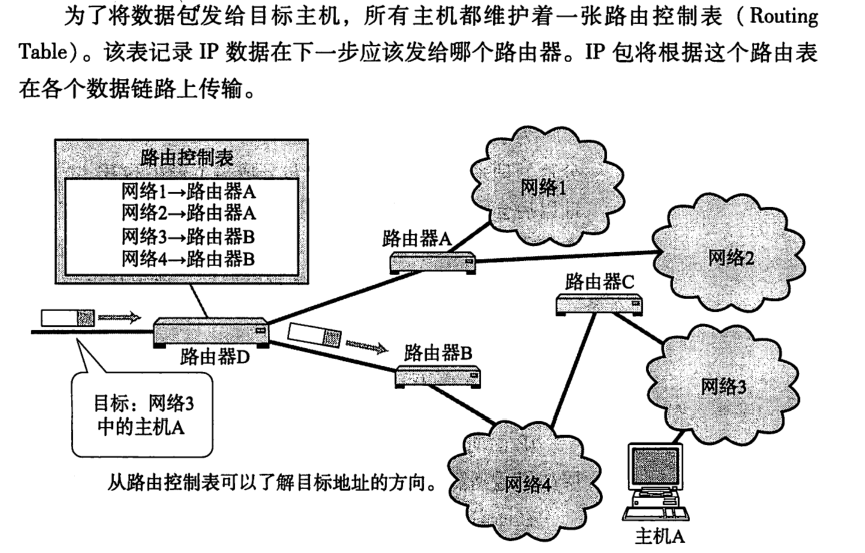 为了将数据包发给目标主机，所有主机都维护着一张路由控制表（Routing
Table）。该表记录 IP 数据在下一步应该发给哪个路由器。IP 包将根据这个路由表
在各个数据链路上传输。
路由控制表
网络1→路由器A
网络2→路由器A
网络3→路由器B
网络4→路由器B
网络1
路由器A
网络2
路由器C
路由器D
路由器B
网络3
目标：网络3
中的主机A
从路由控制表可以了解目标地址的方向。
网络4
主机A